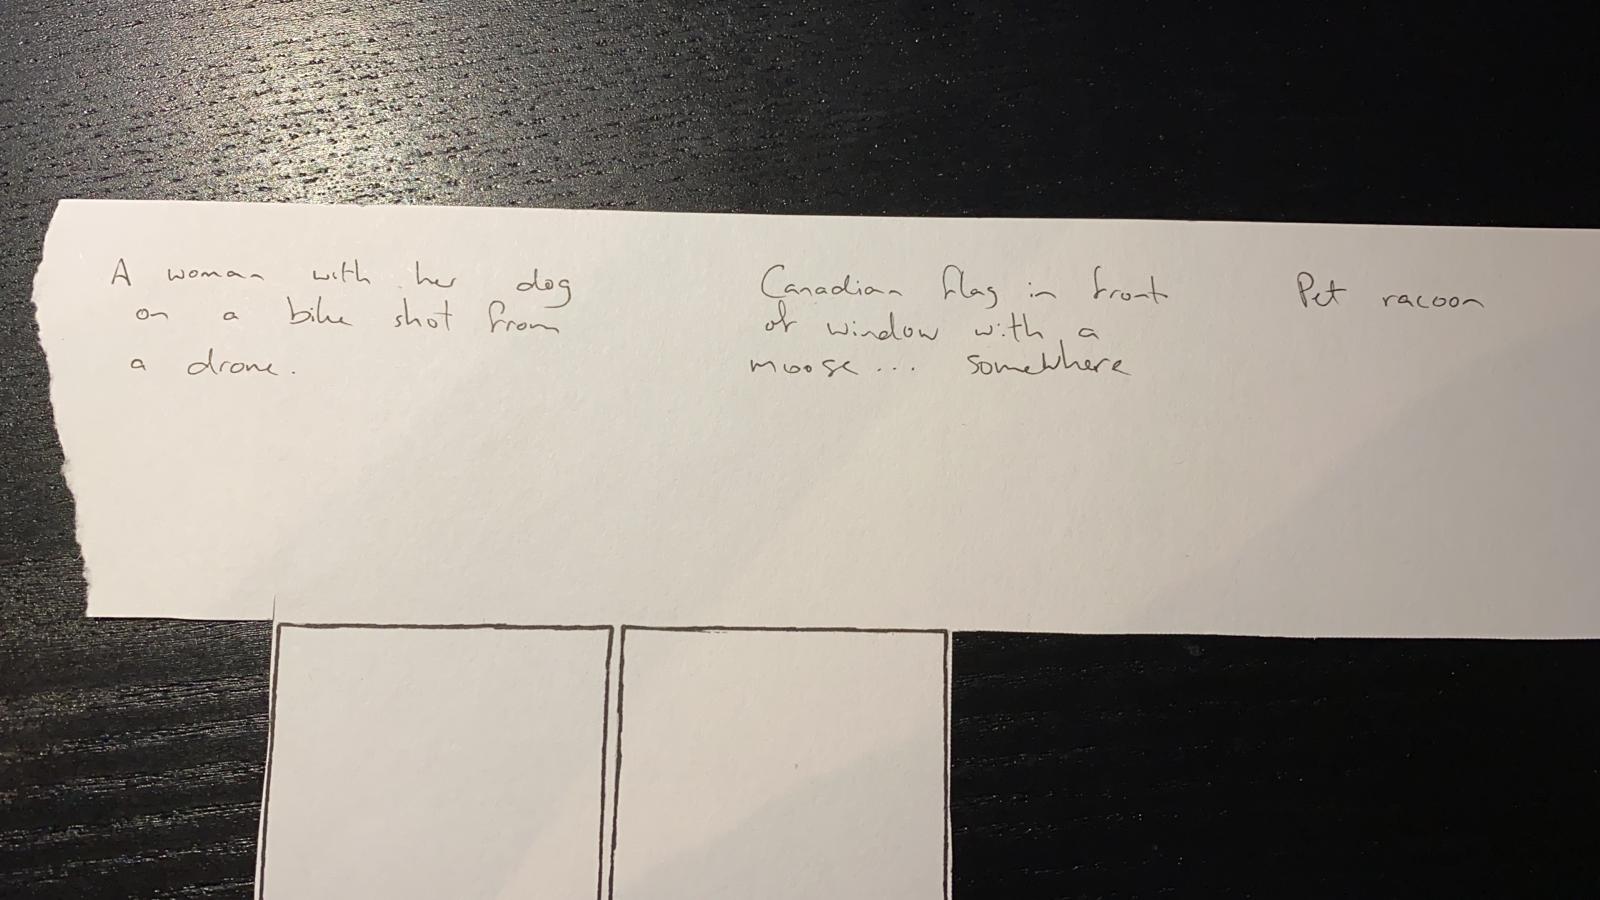 A woman with her dog
on a bike shot from
a drone.
Canadian flag in front
of window with a
moose... somewhere
Pet racoon